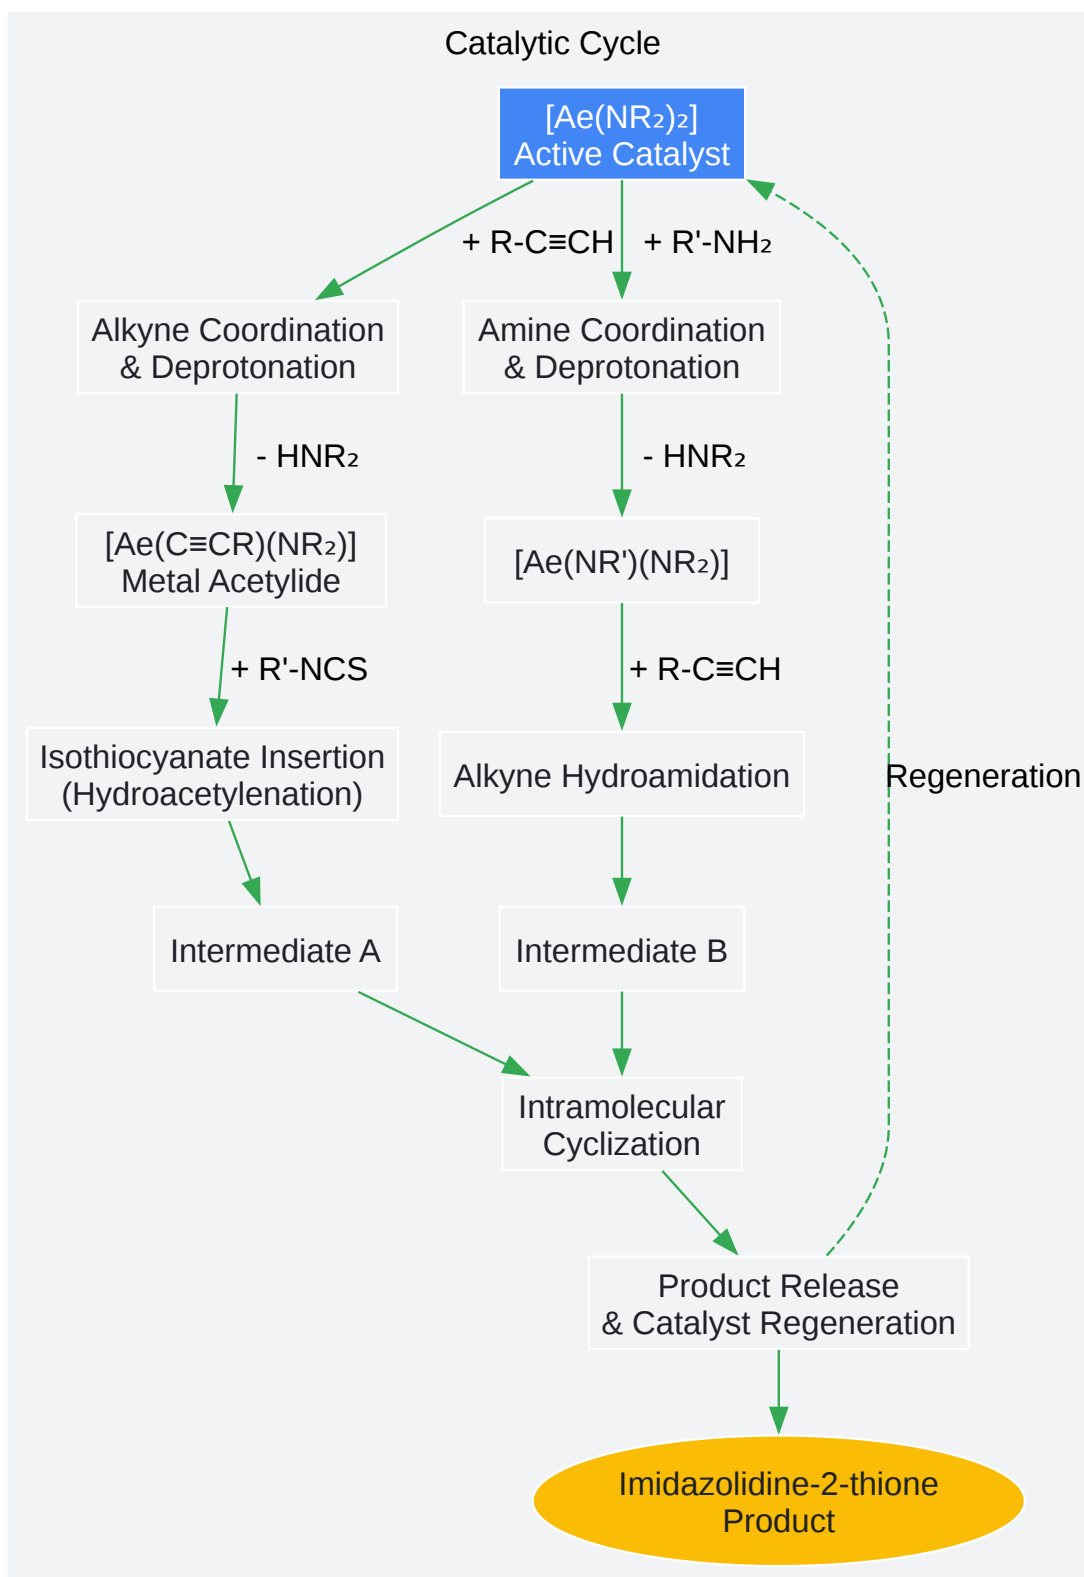 Catalytic Cycle
[Ae(NR₂)₂]
Active Catalyst
+ R-C≡CH
+ R'-NH₂
Alkyne Coordination
& Deprotonation
Amine Coordination
& Deprotonation
- HNR₂
- HNR₂
[Ae(C≡CR)(NR₂)]
Metal Acetylide
[Ae(NR')(NR₂)]
+ R'-NCS
+ R-C≡CH
Isothiocyanate Insertion
(Hydroacetylenation)
Alkyne Hydroamidation
Regeneration
Intermediate A
Intermediate B
Intramolecular
Cyclization
Product Release
& Catalyst Regeneration
Imidazolidine-2-thione
Product